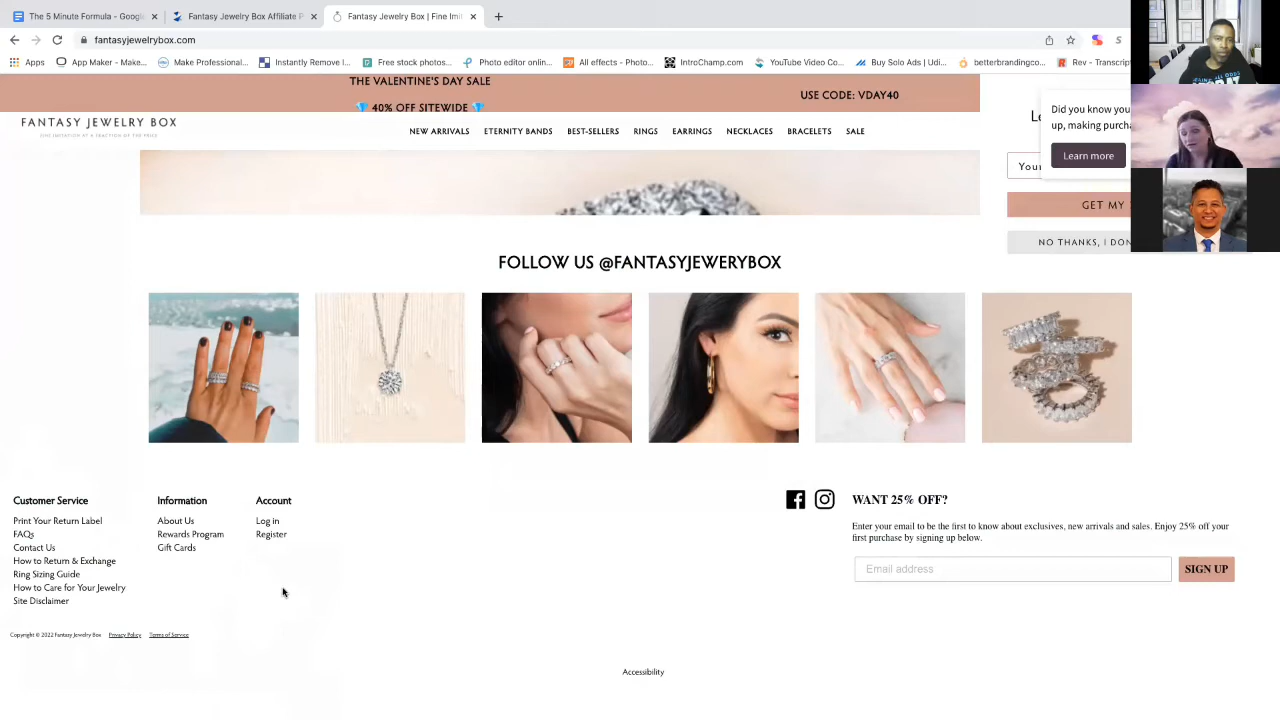 The 5 Minute Formula - Google
Fantasy Jewelry Box Affiliate P
Fantasy Jewelry Box | Fine Imit
fantasyjewelrybox.com
Apps
App Maker - Make...
Make Professional...
Instantly Remove I...
Free stock photos...
Photo editor onlin...
All effects - Photo...
IntroChamp.com
YouTube Video Co...
Buy Solo Ads | Udi...
betterbrandingco...
Rev - Transcript
THE VALENTINE'S DAY SALE
40% OFF SITEWIDE
USE CODE: VDAY40
FANTASY JEWELRY BOX
FINE IMITATION AT A FRACTION OF THE PRICE
NEW ARRIVALS
ETERNITY BANDS
BEST-SELLERS
RINGS
EARRINGS
NECKLACES
BRACELETS
SALE
Did you know you
up, making purcha
Learn more
GET MY
NO THANKS, I DON
FOLLOW US @FANTASYJEWERYBOX
Customer Service
Print Your Return Label
FAQs
Contact Us
How to Return & Exchange
Ring Sizing Guide
How to Care for Your Jewelry
Site Disclaimer
Information
About Us
Rewards Program
Gift Cards
Account
Log in
Register
WANT 25% OFF?
Enter your email to be the first to know about exclusives, new arrivals and sales. Enjoy 25% off your
first purchase by signing up below.
Email address
SIGN UP
Copyright © 2022 Fantasy Jewelry Box
Privacy Policy
Terms of Service
Accessibility